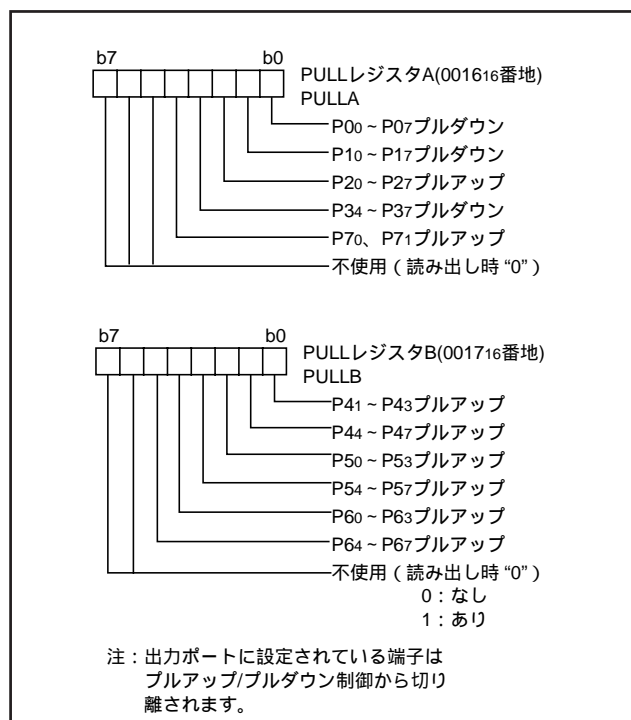 b7 b0
PULLレジスタA(001616番地)
PULLA
P00 ~ P07プルダウン
P10 ~ P17プルダウン
P20 ~ P27プルアップ
P34 ~ P37プルダウン
P70、P71プルアップ
不使用(読み出し時 “0”)
b7 b0
PULLレジスタB(001716番地)
PULLB
P41 ~ P43プルアップ
P44 ~ P47プルアップ
P50 ~ P53プルアップ
P54 ~ P57プルアップ
P60 ~ P63プルアップ
P64 ~ P67プルアップ
不使用(読み出し時 “0”)
0:なし
1:あり
注:出力ポートに設定されている端子は
プルアップ/プルダウン制御から切り
離されます。